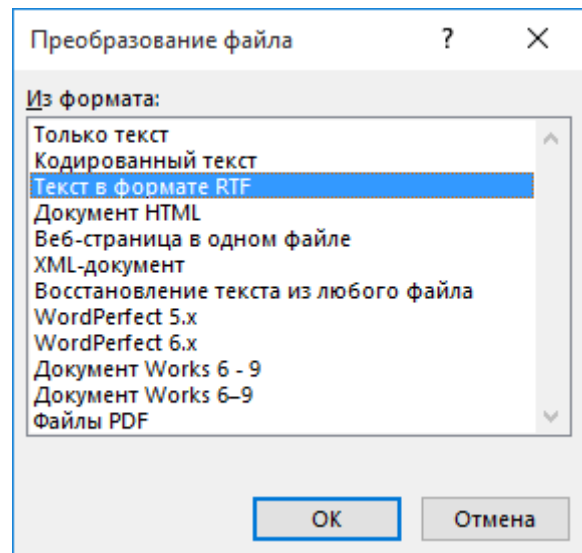 Преобразование файла ?
Из формата:
Только текст
Кодированный текст
Текст в формате RTF
Документ HTML
Веб-страница в одном файле
XML-документ
Восстановление текста из любого файла
WordPerfect 5.x
WordPerfect 6.x
Документ Works 6 - 9
Документ Works 6–9
Файлы PDF
ОК Отмена